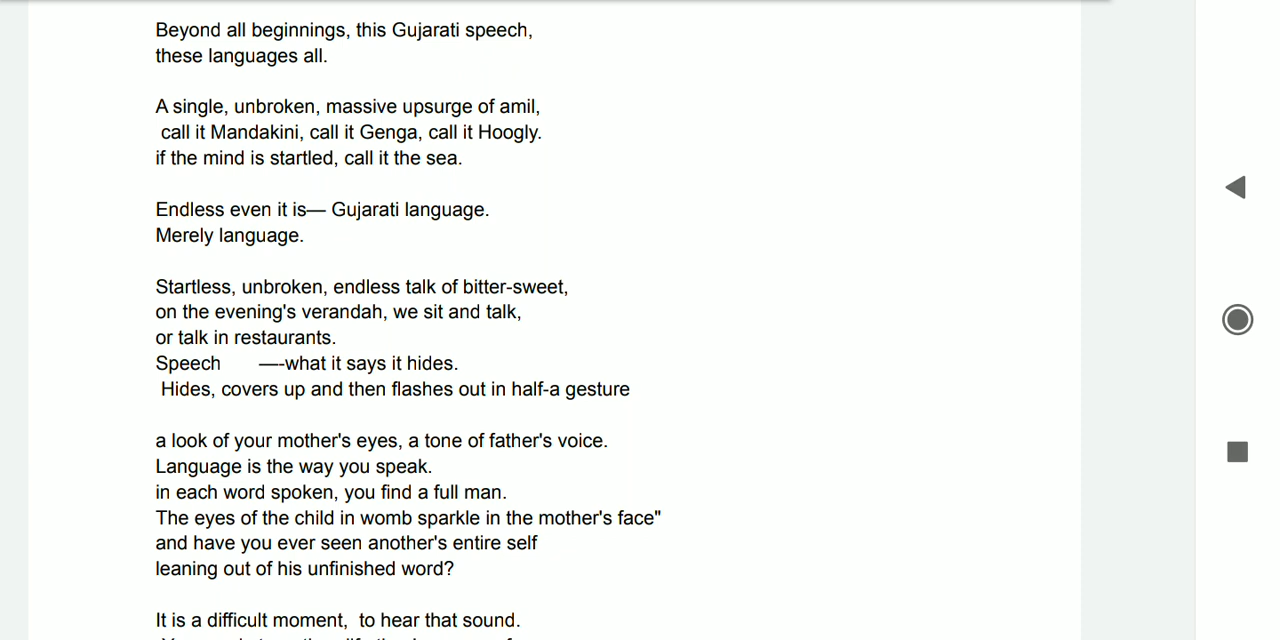 Beyond all beginnings, this Gujarati speech,
these languages all.
A single, unbroken, massive upsurge of amil,
call it Mandakini, call it Genga, call it Hoogly.
if the mind is startled, call it the sea.
Endless even it is— Gujarati language.
Merely language.
Startless, unbroken, endless talk of bitter-sweet,
on the evening's verandah, we sit and talk,
or talk in restaurants.
Speech —-what it says it hides.
Hides, covers up and then flashes out in half-a gesture
a look of your mother's eyes, a tone of father's voice.
Language is the way you speak.
in each word spoken, you find a full man.
The eyes of the child in womb sparkle in the mother's face"
and have you ever seen another's entire self
leaning out of his unfinished word?
It is a difficult moment,  to hear that sound.